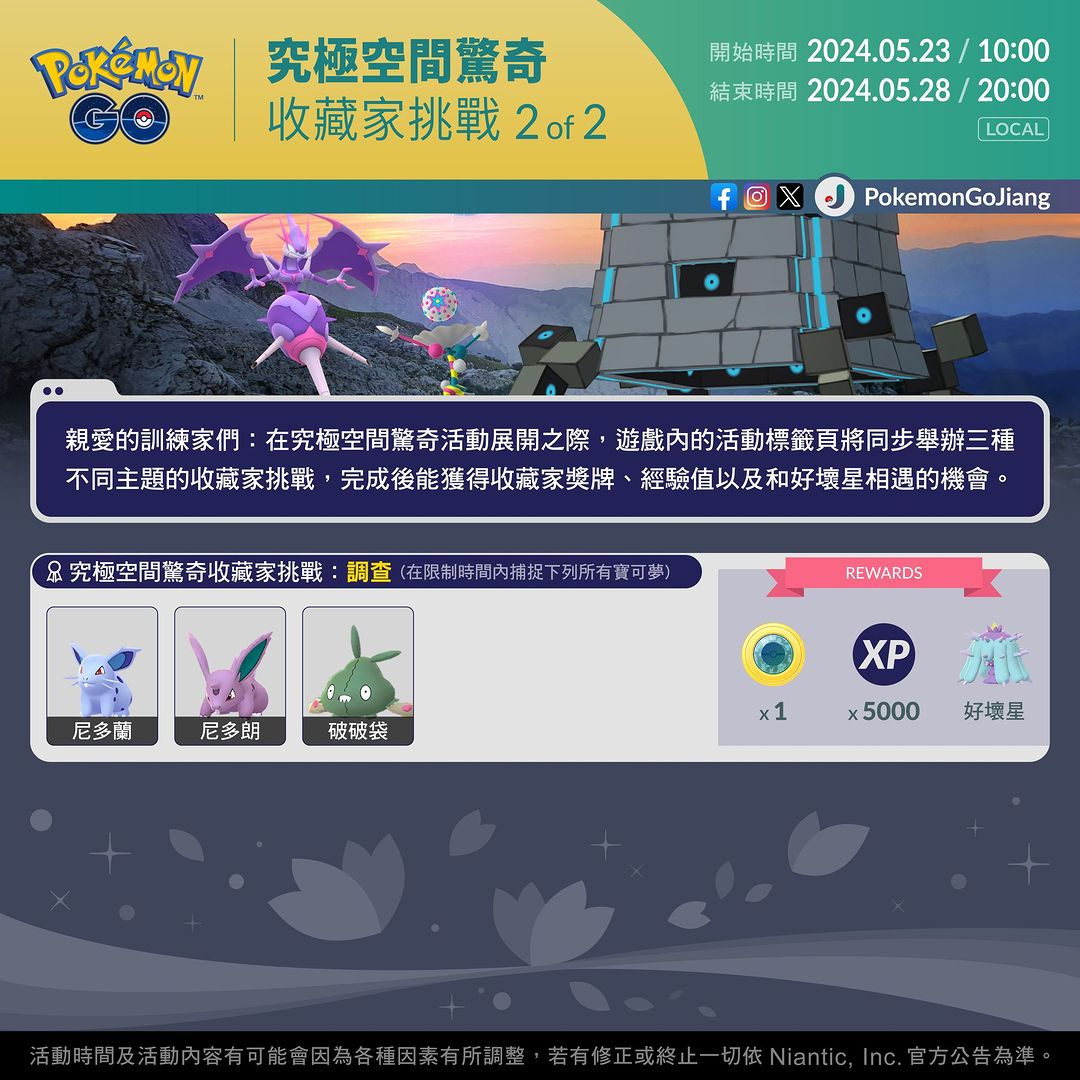 POKéMON
GO
TM
究極空間驚奇
收藏家挑戰 2 of 2
開始時間 2024.05.23 / 10:00
結束時間 2024.05.28 / 20:00
LOCAL
PokemonGoJiang
親愛的訓練家們：在究極空間驚奇活動展開之際，遊戲內的活動標籤頁將同步舉辦三種
不同主題的收藏家挑戰，完成後能獲得收藏家獎牌、經驗值以及和好壞星相遇的機會。
究極空間驚奇收藏家挑戰：調查（在限制時間內捕捉下列所有寶可夢）
REWARDS
尼多蘭
尼多朗
破破袋
x 1
XP
x 5000
好壞星
活動時間及活動內容有可能會因為各種因素有所調整，若有修正或終止一切依 Niantic, Inc. 官方公告為準。